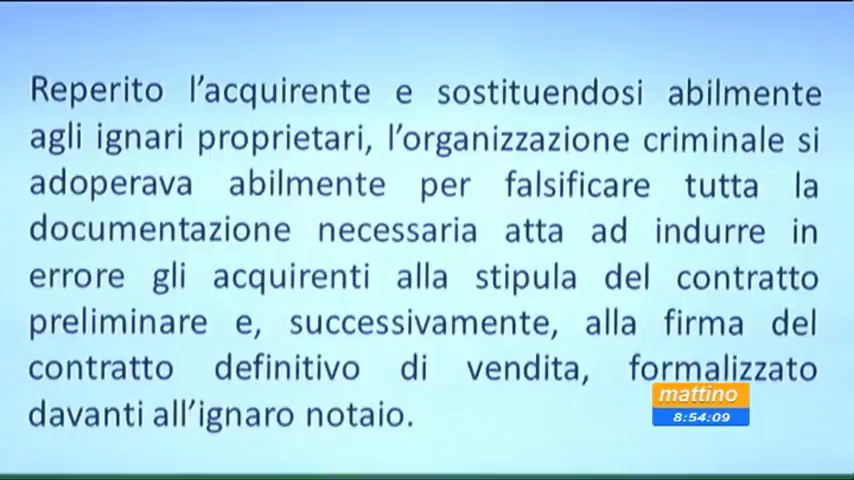 Reperito l'acquirente e sostituendosi abilmente
agli ignari proprietari, l'organizzazione criminale si
adoperava abilmente per falsificare tutta la
documentazione necessaria atta ad indurre in
errore gli acquirenti alla stipula del contratto
preliminare e, successivamente, alla firma del
contratto definitivo di vendita, formalizzato
davanti all'ignaro notaio.
mattino
8:54:09